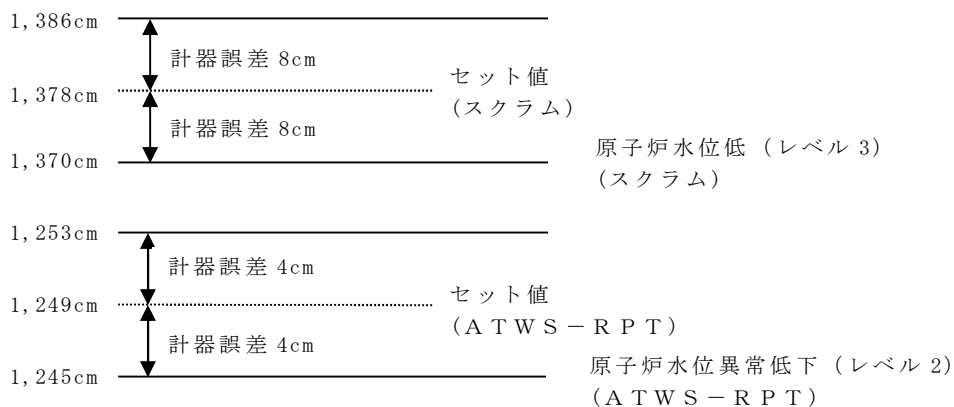 1,386cm
計器誤差 8cm
セット値
(スクラム)
1,378cm
計器誤差 8cm
1,370cm
原子炉水位低（レベル 3）
(スクラム)
1,253cm
計器誤差 4cm
セット値
(ＡＴＷＳ－ＲＰＴ)
1,249cm
計器誤差 4cm
1,245cm
原子炉水位異常低下（レベル 2）
(ＡＴＷＳ－ＲＰＴ)